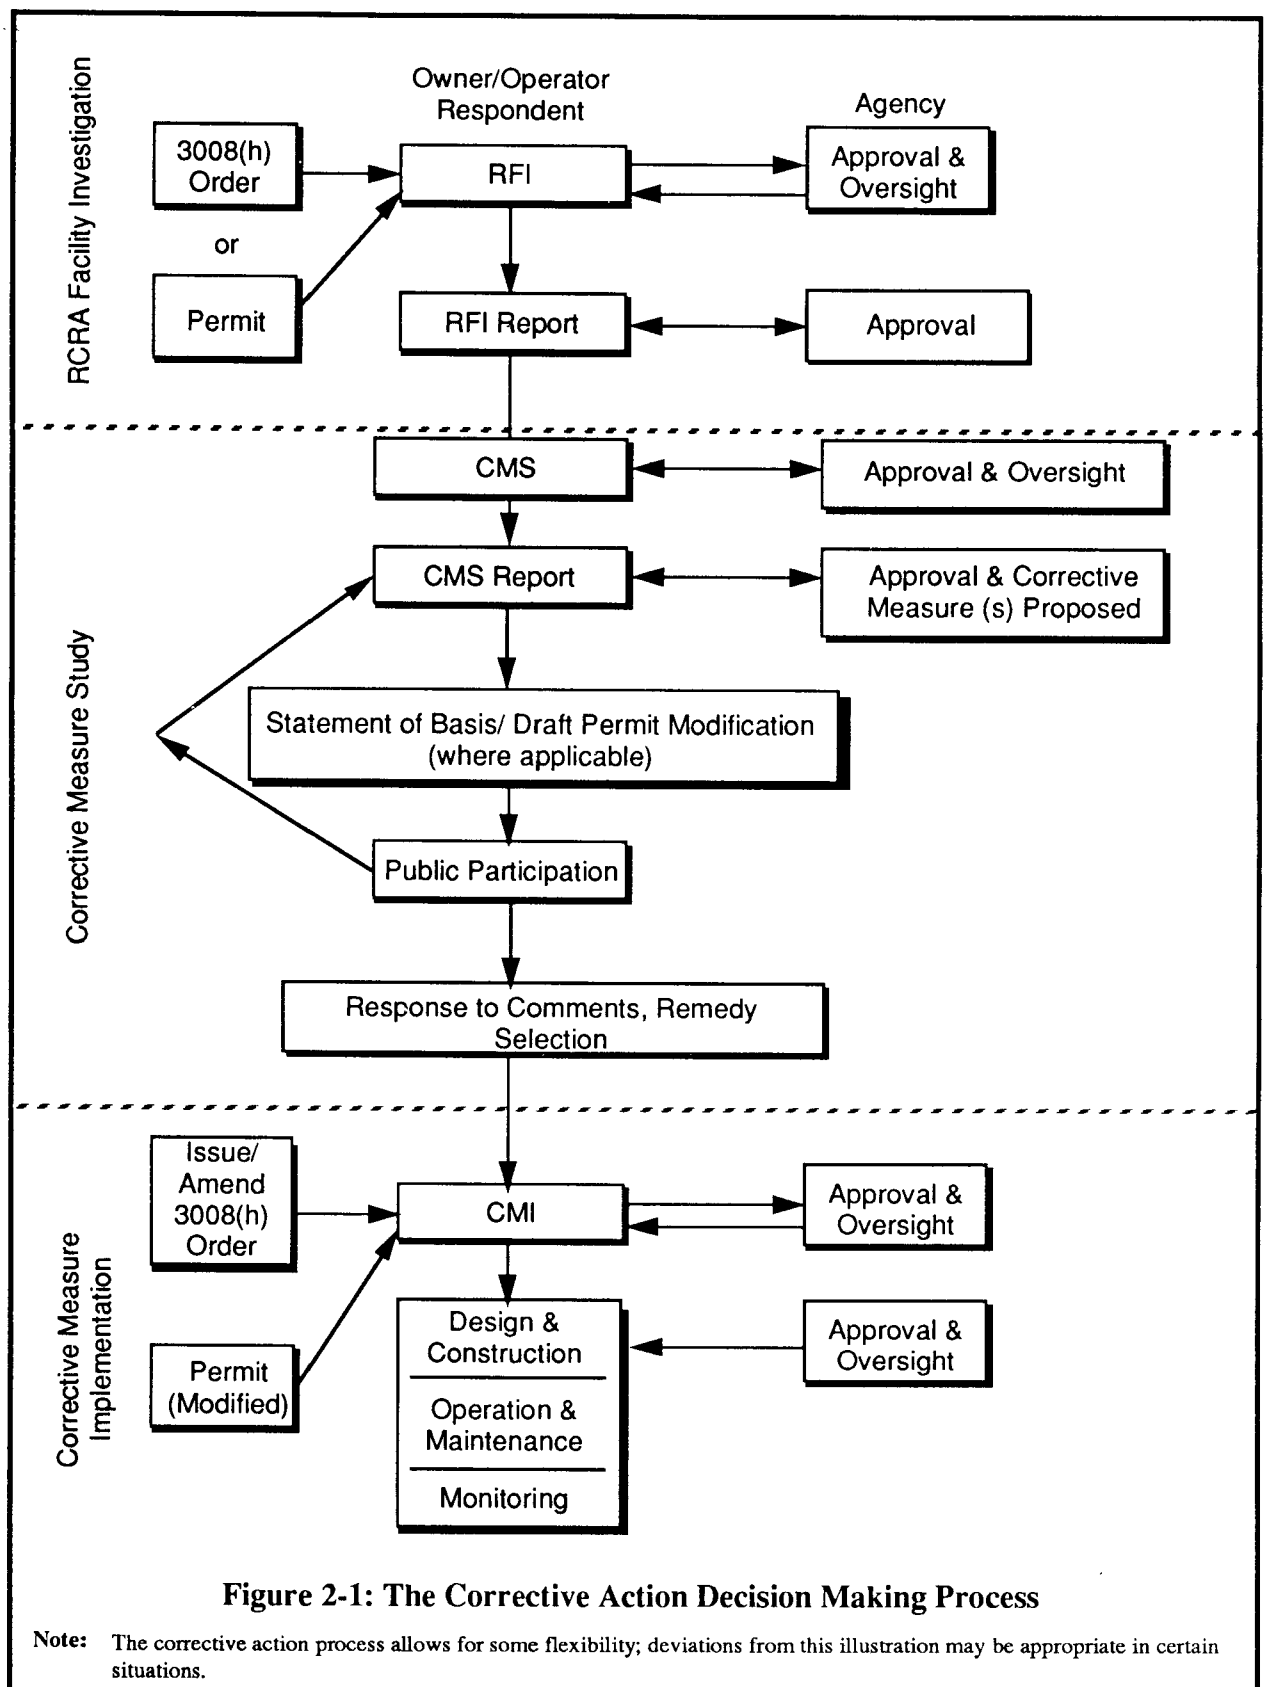 RCRA Facility Investigation
Owner/Operator
Respondent
Agency
3008(h)
Order
RFI
Approval &
Oversight
or
Permit
RFI Report
Approval
Corrective Measure Study
CMS
Approval & Oversight
CMS Report
Approval & Corrective
Measure (s) Proposed
Statement of Basis/ Draft Permit Modification
(where applicable)
Public Participation
Response to Comments, Remedy
Selection
Corrective Measure
Implementation
Issue/
Amend
3008(h)
Order
CMI
Approval &
Oversight
Permit
(Modified)
Design &
Construction
Operation &
Maintenance
Monitoring
Approval &
Oversight
Figure 2-1: The Corrective Action Decision Making Process
Note: The corrective action process allows for some flexibility; deviations from this illustration may be appropriate in certain
situations.